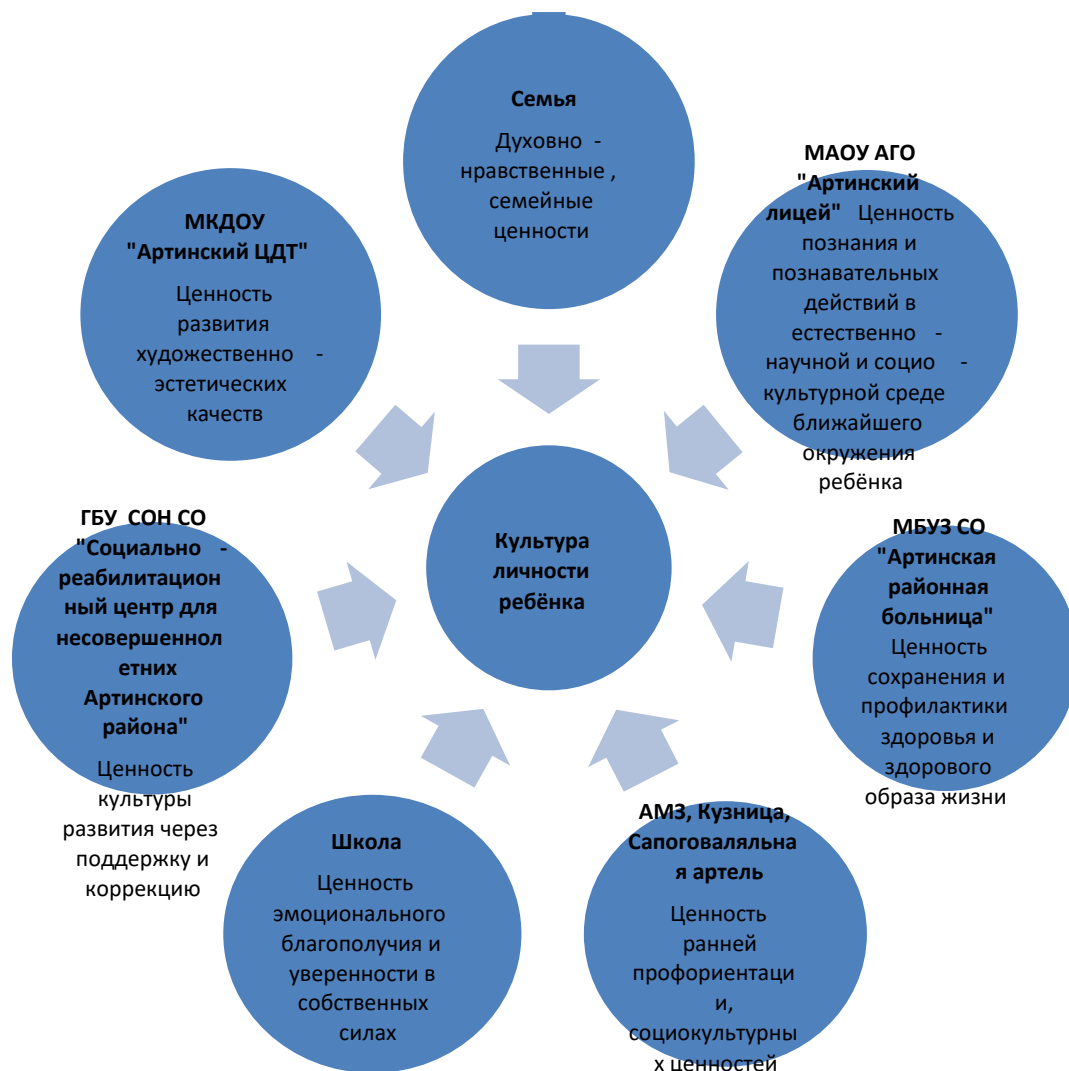 Семья
Духовно -
нравственные ,
семейные
ценности
МАОУ АГО
"Артинский
лицей" Ценность
познания и
познавательных
действий в
естественно -
научной и социо -
культурной среде
ближайшего
окружения
ребёнка
МБУЗ СО
"Артинская
районная
больница"
Ценность
сохранения и
профилактики
здоровья и
здорового
образа жизни
АМЗ, Кузница,
Сапоговаляльна
я артель
Ценность
ранней
профориентаци
и,
социокультурны
х ценностей
Школа
Ценность
эмоционального
благополучия и
уверенности в
собственных
силах
ГБУ СОН СО
"Социально -
реабилитацион
ный центр для
несовершеннол
етних
Артинского
района"
Ценность
культуры
развития через
поддержку и
коррекцию
МКДОУ
"Артинский ЦДТ"
Ценность
развития
художественно -
эстетических
качеств
Культура
личности
ребёнка